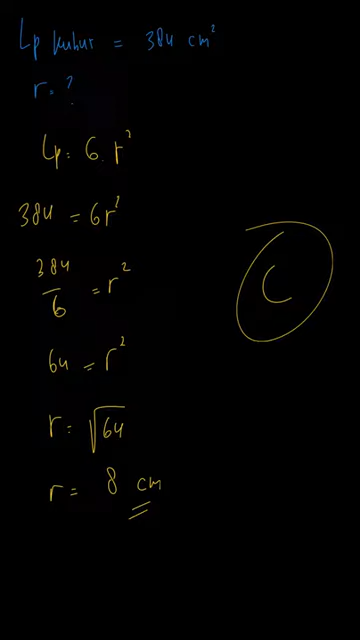 Lp kubus = 384 cm²
r = ?
Lp = 6 . r²
384 = 6r²
384/6 = r²
64 = r²
r = √64
r = 8 cm
C